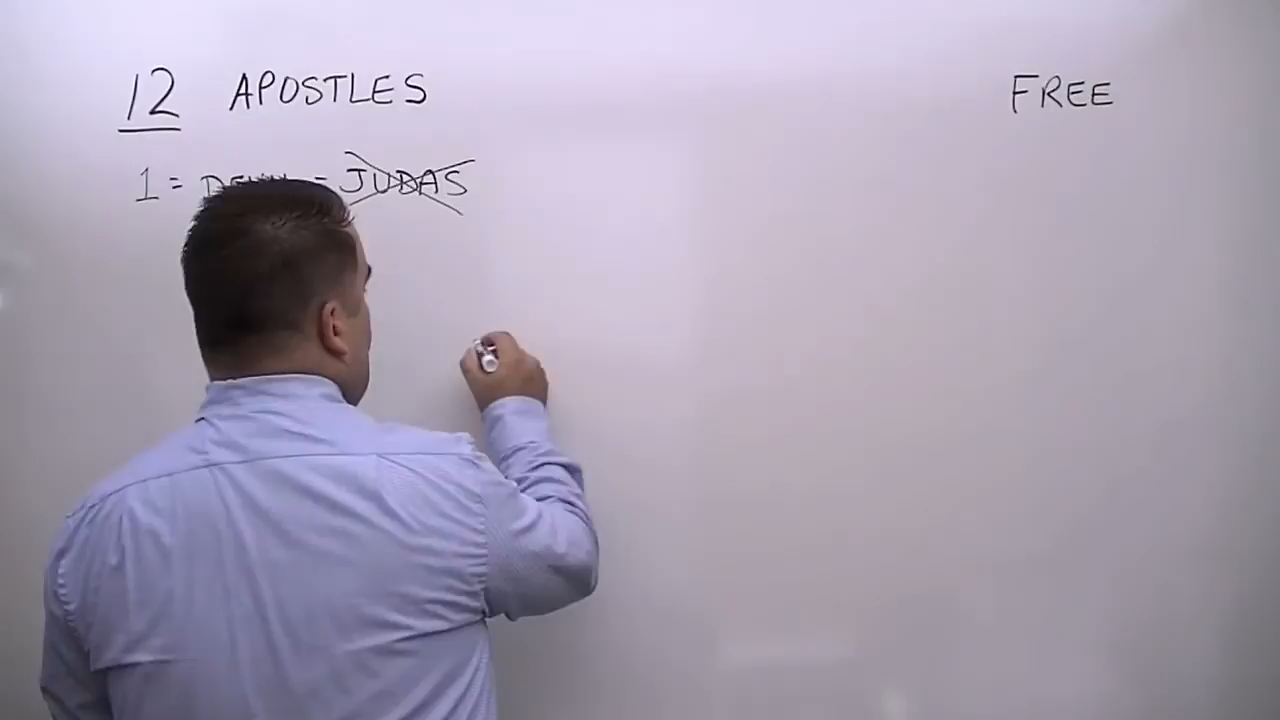 12 APOSTLES
FREE
1 = = JUDAS